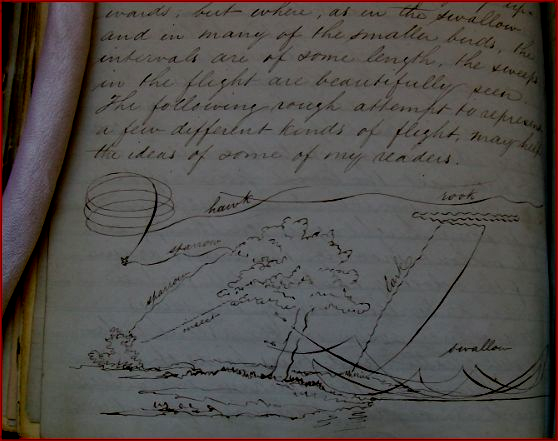 wards; but where, as in the swallow
and in many of the smaller birds, the
intervals are of some length, the sweeps
in the flight are beautifully seen.
The following rough attempt to represent
a few different kinds of flight, may help
the ideas of some of my readers.
hawk
rook
sparrow
sparrow
lark
swallow